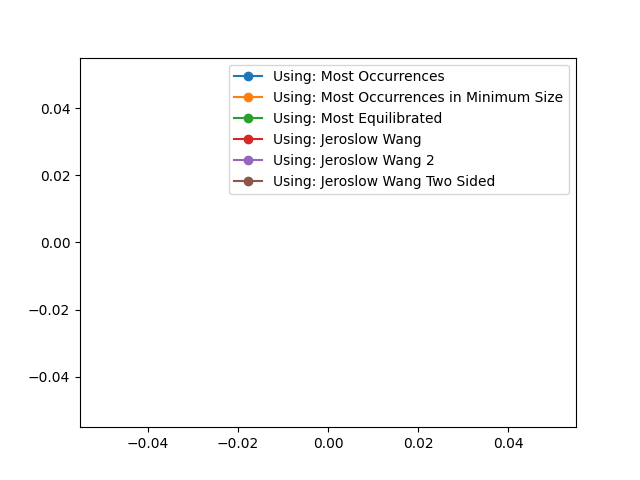 Using: Most Occurrences
Using: Most Occurrences in Minimum Size
Using: Most Equilibrated
Using: Jeroslow Wang
Using: Jeroslow Wang 2
Using: Jeroslow Wang Two Sided
0.04
0.02
0.00
−0.02
−0.04
−0.04 −0.02 0.00 0.02 0.04